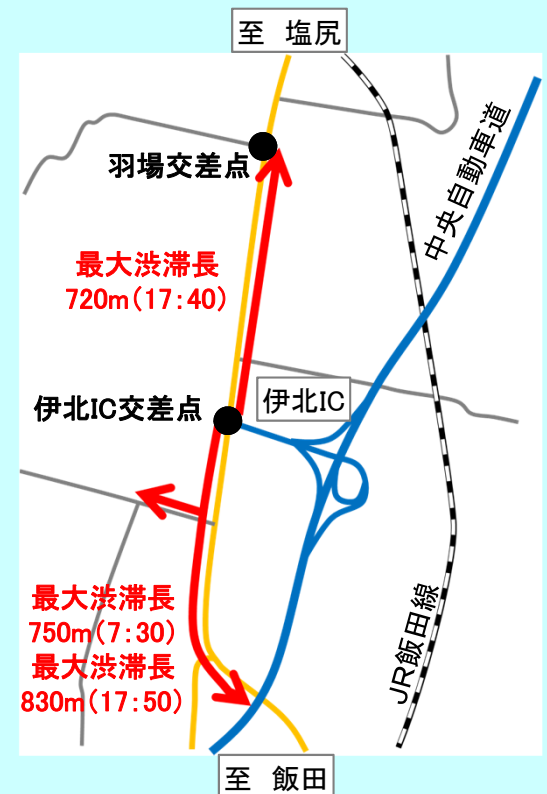 至　塩尻
中央自動車道
羽場交差点
最大渋滞長
720m(17:40)
伊北IC
伊北IC交差点
最大渋滞長
750m(7:30)
最大渋滞長
830m(17:50)
JR飯田線
至　飯田